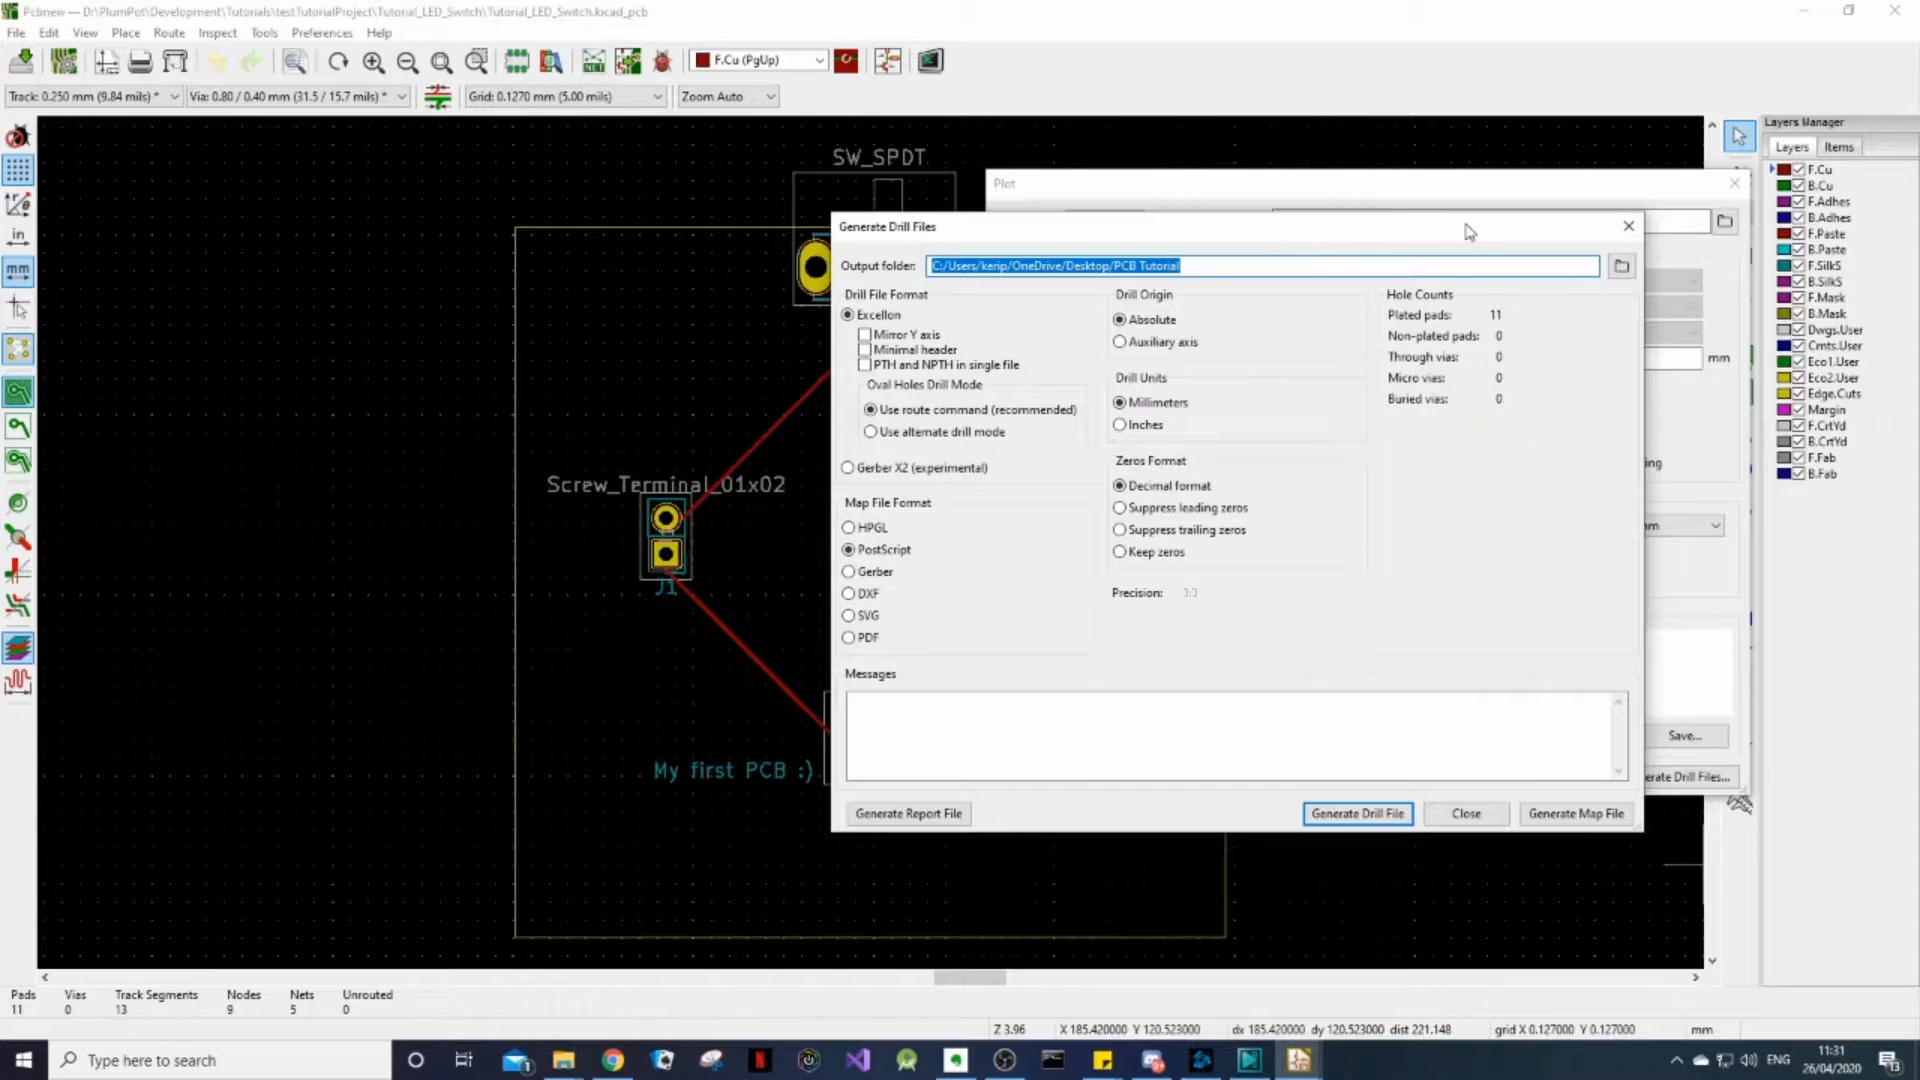 Pcbnew — D:\PlumPot\Development\Tutorials\testTutorialProject\Tutorial_LED_Switch\Tutorial_LED_Switch.kicad_pcb
File Edit View Place Route Inspect Tools Preferences Help
F.Cu (PgUp)
Track: 0.250 mm (9.84 mils) *
Via: 0.80 / 0.40 mm (31.5 / 15.7 mils) *
Grid: 0.1270 mm (5.00 mils)
Zoom Auto
in
mm
NET
SW_SPDT
Screw_Terminal_01x02
J1
My first PCB :)
Plot
mm
Save...
erate Drill Files...
Generate Drill Files
Output folder: C:/Users/kerip/OneDrive/Desktop/PCB Tutorial
Drill File Format
Excellon
Mirror Y axis
Minimal header
PTH and NPTH in single file
Oval Holes Drill Mode
Use route command (recommended)
Use alternate drill mode
Gerber X2 (experimental)
Map File Format
HPGL
PostScript
Gerber
DXF
SVG
PDF
Drill Origin
Absolute
Auxiliary axis
Drill Units
Millimeters
Inches
Zeros Format
Decimal format
Suppress leading zeros
Suppress trailing zeros
Keep zeros
Precision: 3:3
Hole Counts
Plated pads: 11
Non-plated pads: 0
Through vias: 0
Micro vias: 0
Buried vias: 0
Messages
Generate Report File
Generate Drill File
Close
Generate Map File
Layers Manager
Layers Items
F.Cu
B.Cu
F.Adhes
B.Adhes
F.Paste
B.Paste
F.SilkS
B.SilkS
F.Mask
B.Mask
Dwgs.User
Cmts.User
Eco1.User
Eco2.User
Edge.Cuts
Margin
F.CrtYd
B.CrtYd
F.Fab
B.Fab
Pads Vias Track Segments Nodes Nets Unrouted
11 0 13 9 5 0
Z 3.96 X 185.420000 Y 120.523000 dx 185.420000 dy 120.523000 dist 221.148 grid X 0.127000 Y 0.127000 mm
Type here to search
ENG
11:31
26/04/2020
13